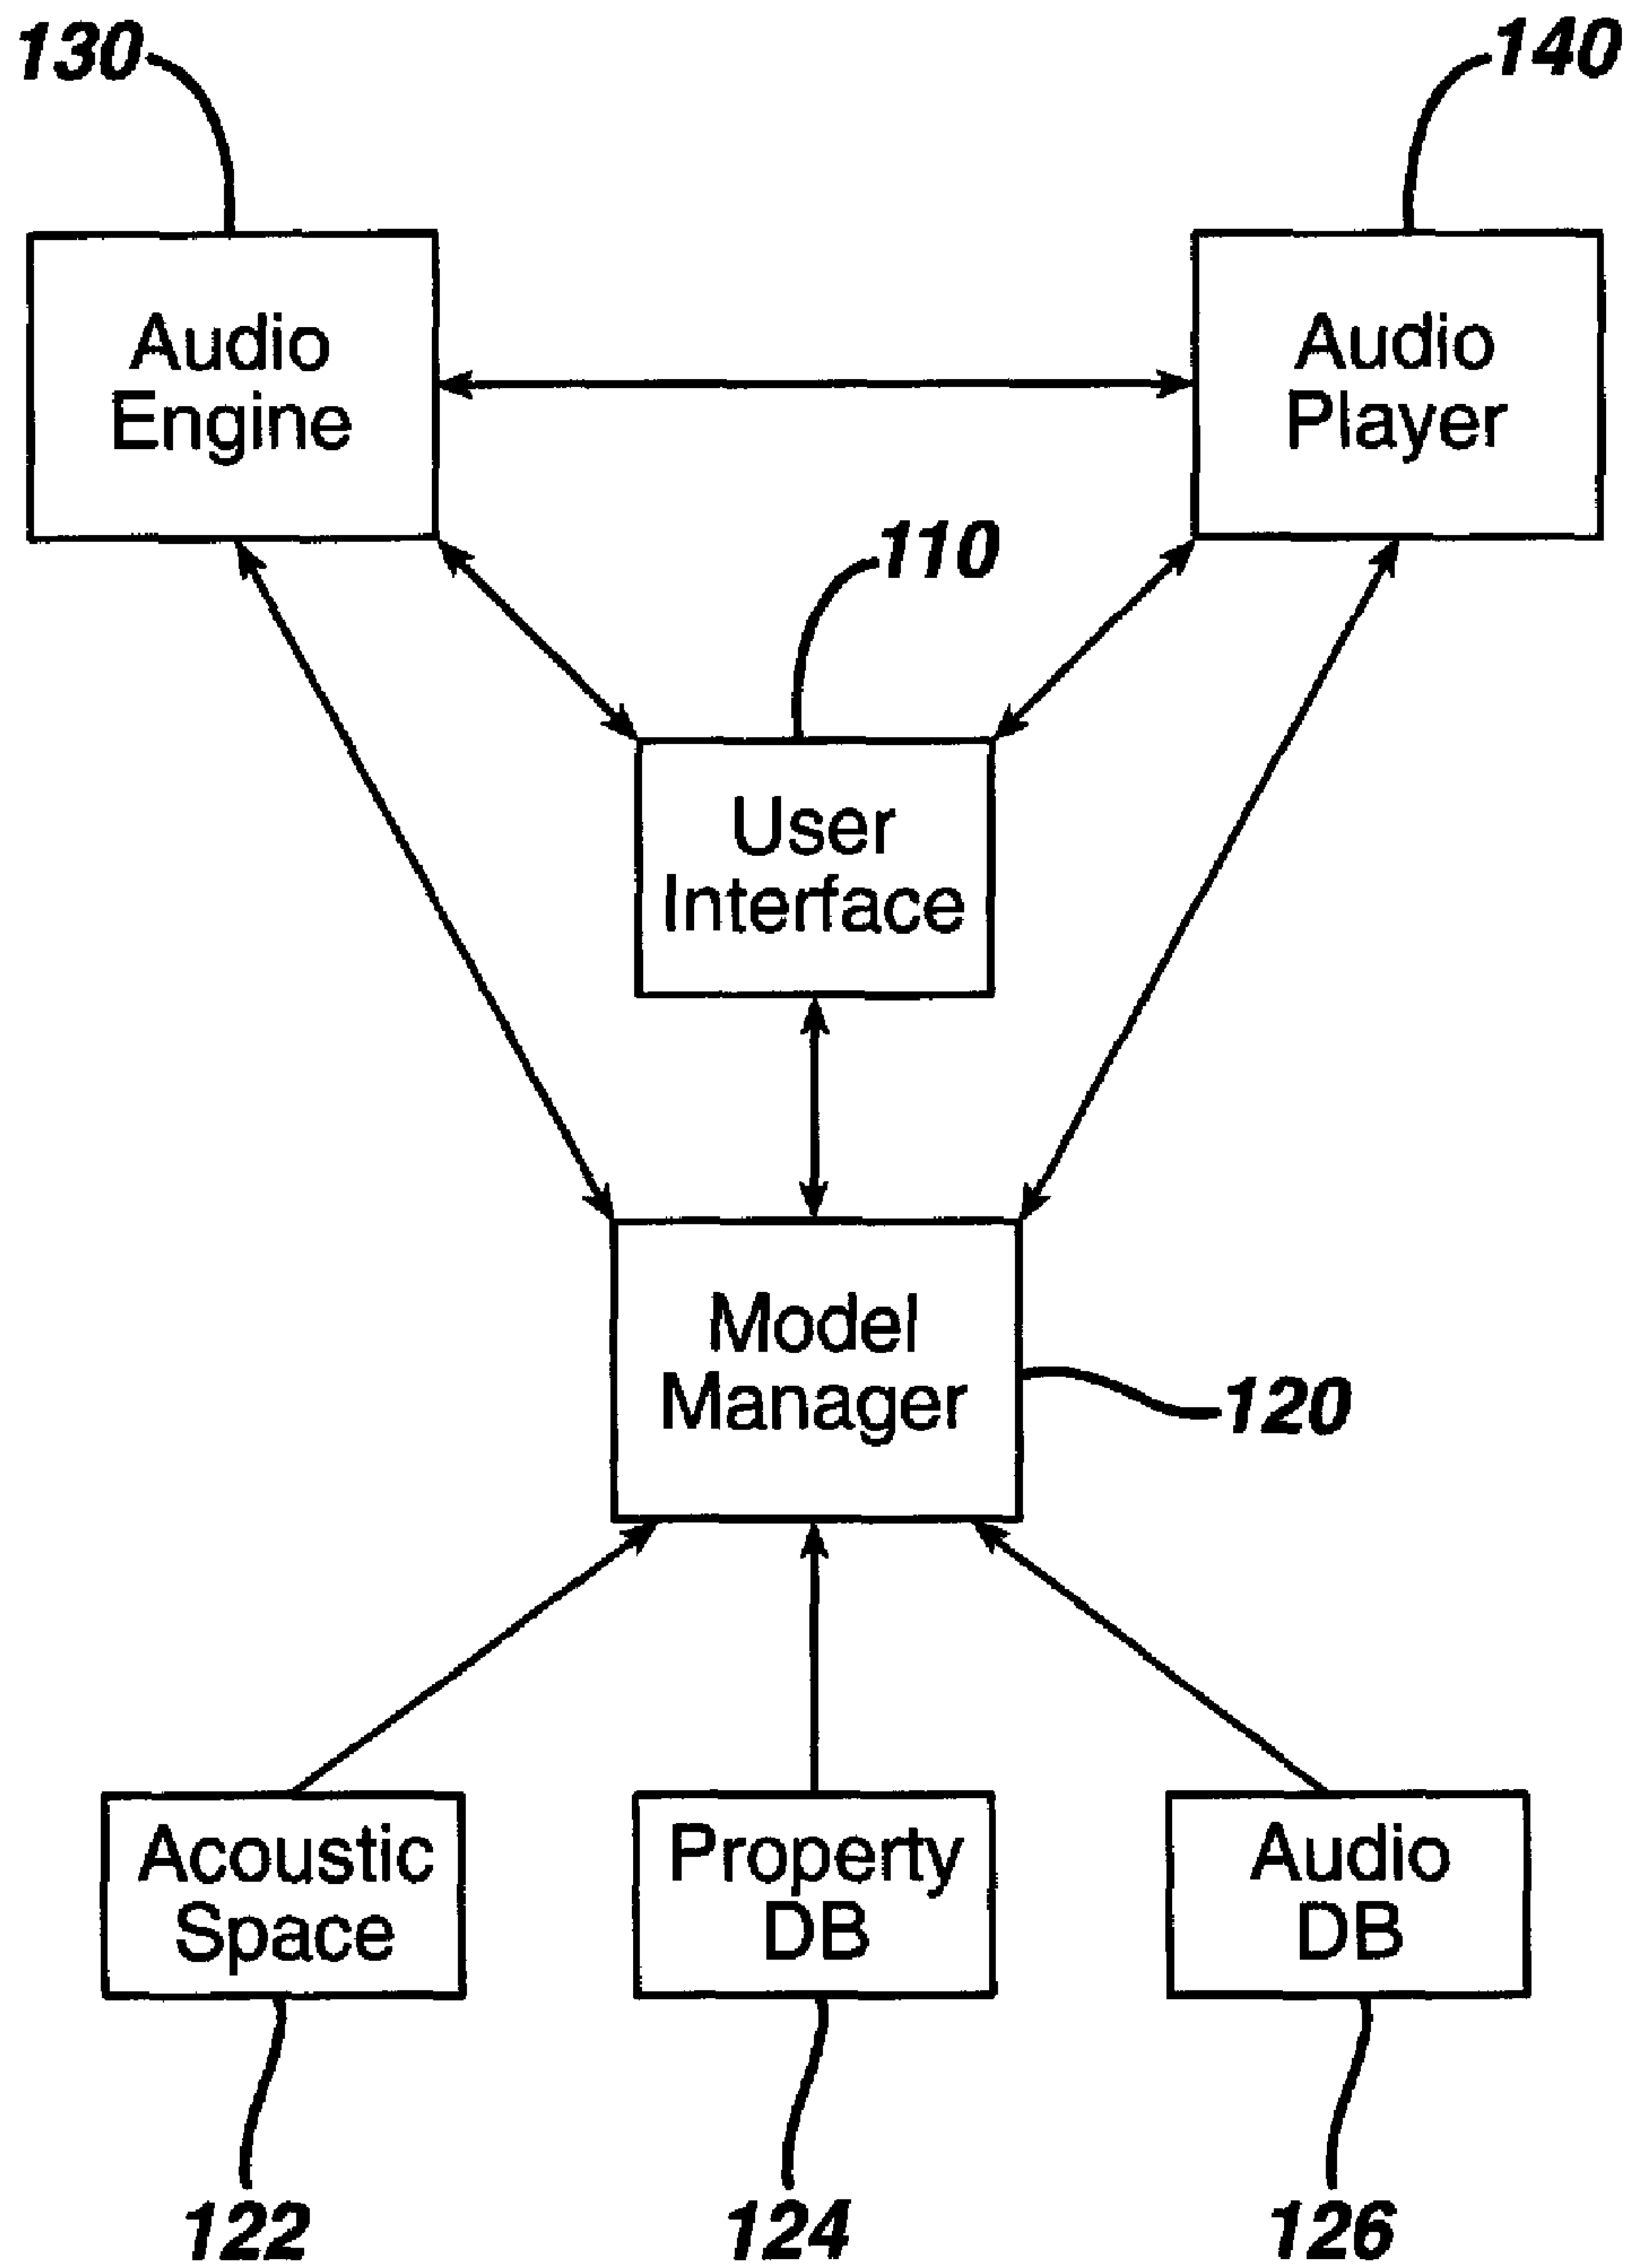 130
140
Audio
Engine
Audio
Player
110
User
Interface
Model
Manager
120
Acoustic
Space
Property
DB
Audio
DB
122
124
126